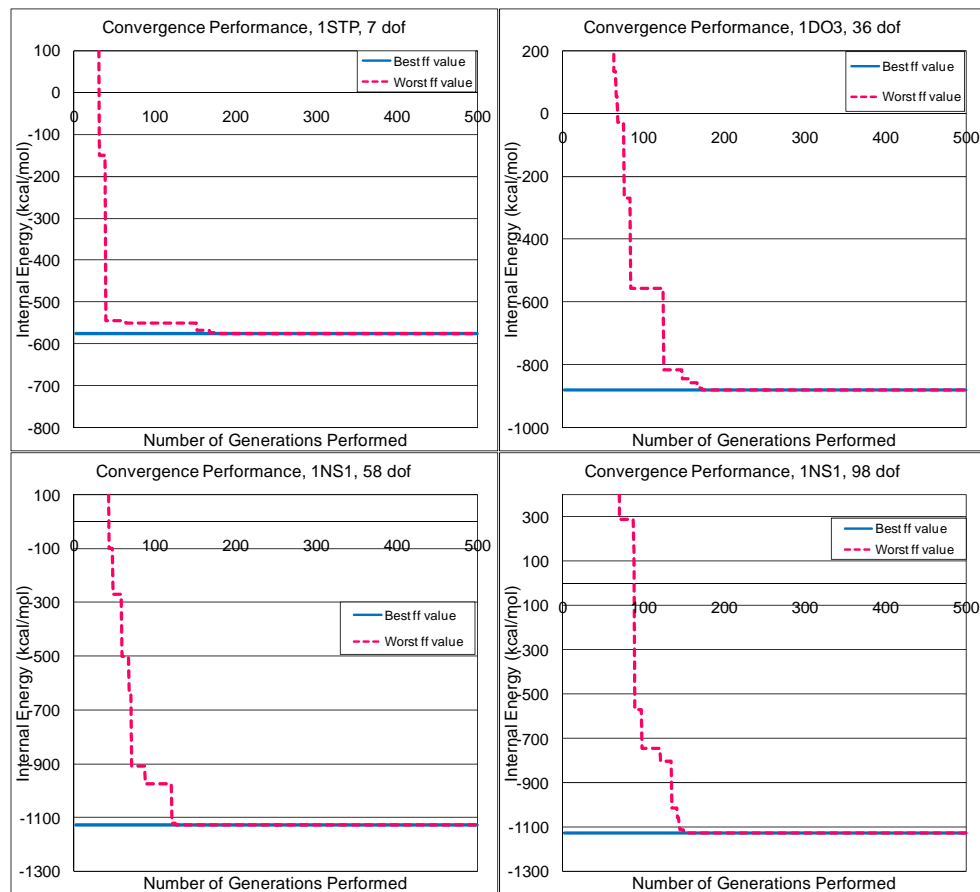 Convergence Performance, 1STP, 7 dof
100
0
-100
-200
-300
-400
-500
-600
-700
-800
0
100
200
300
400
500
Internal Energy (kcal/mol)
Best ff value
Worst ff value
Number of Generations Performed
Convergence Performance, 1DO3, 36 dof
200
0
-200
-400
-600
-800
-1000
0
100
200
300
400
500
Internal Energy (kcal/mol)
Best ff value
Worst ff value
Number of Generations Performed
Convergence Performance, 1NS1, 58 dof
100
-100
-300
-500
-700
-900
-1100
-1300
0
100
200
300
400
500
Internal Energy (kcal/mol)
Best ff value
Worst ff value
Number of Generations Performed
Convergence Performance, 1NS1, 98 dof
300
100
-100
-300
-500
-700
-900
-1100
-1300
0
100
200
300
400
500
Internal Energy (kcal/mol)
Best ff value
Worst ff value
Number of Generations Performed